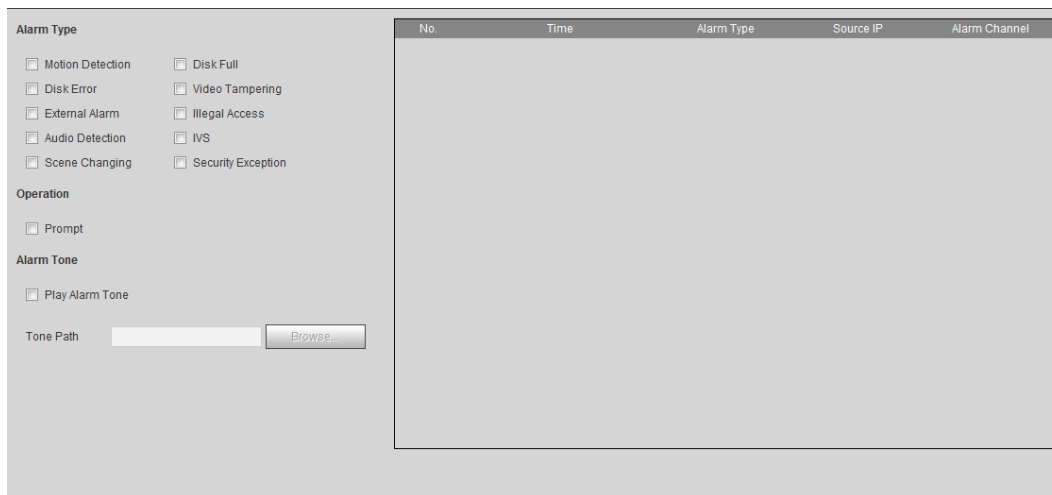 Alarm Type
Motion Detection Disk Full
Disk Error Video Tampering
External Alarm Illegal Access
Audio Detection IVS
Scene Changing Security Exception
Operation
Prompt
Alarm Tone
Play Alarm Tone
Tone Path Browse...
No. Time Alarm Type Source IP Alarm Channel